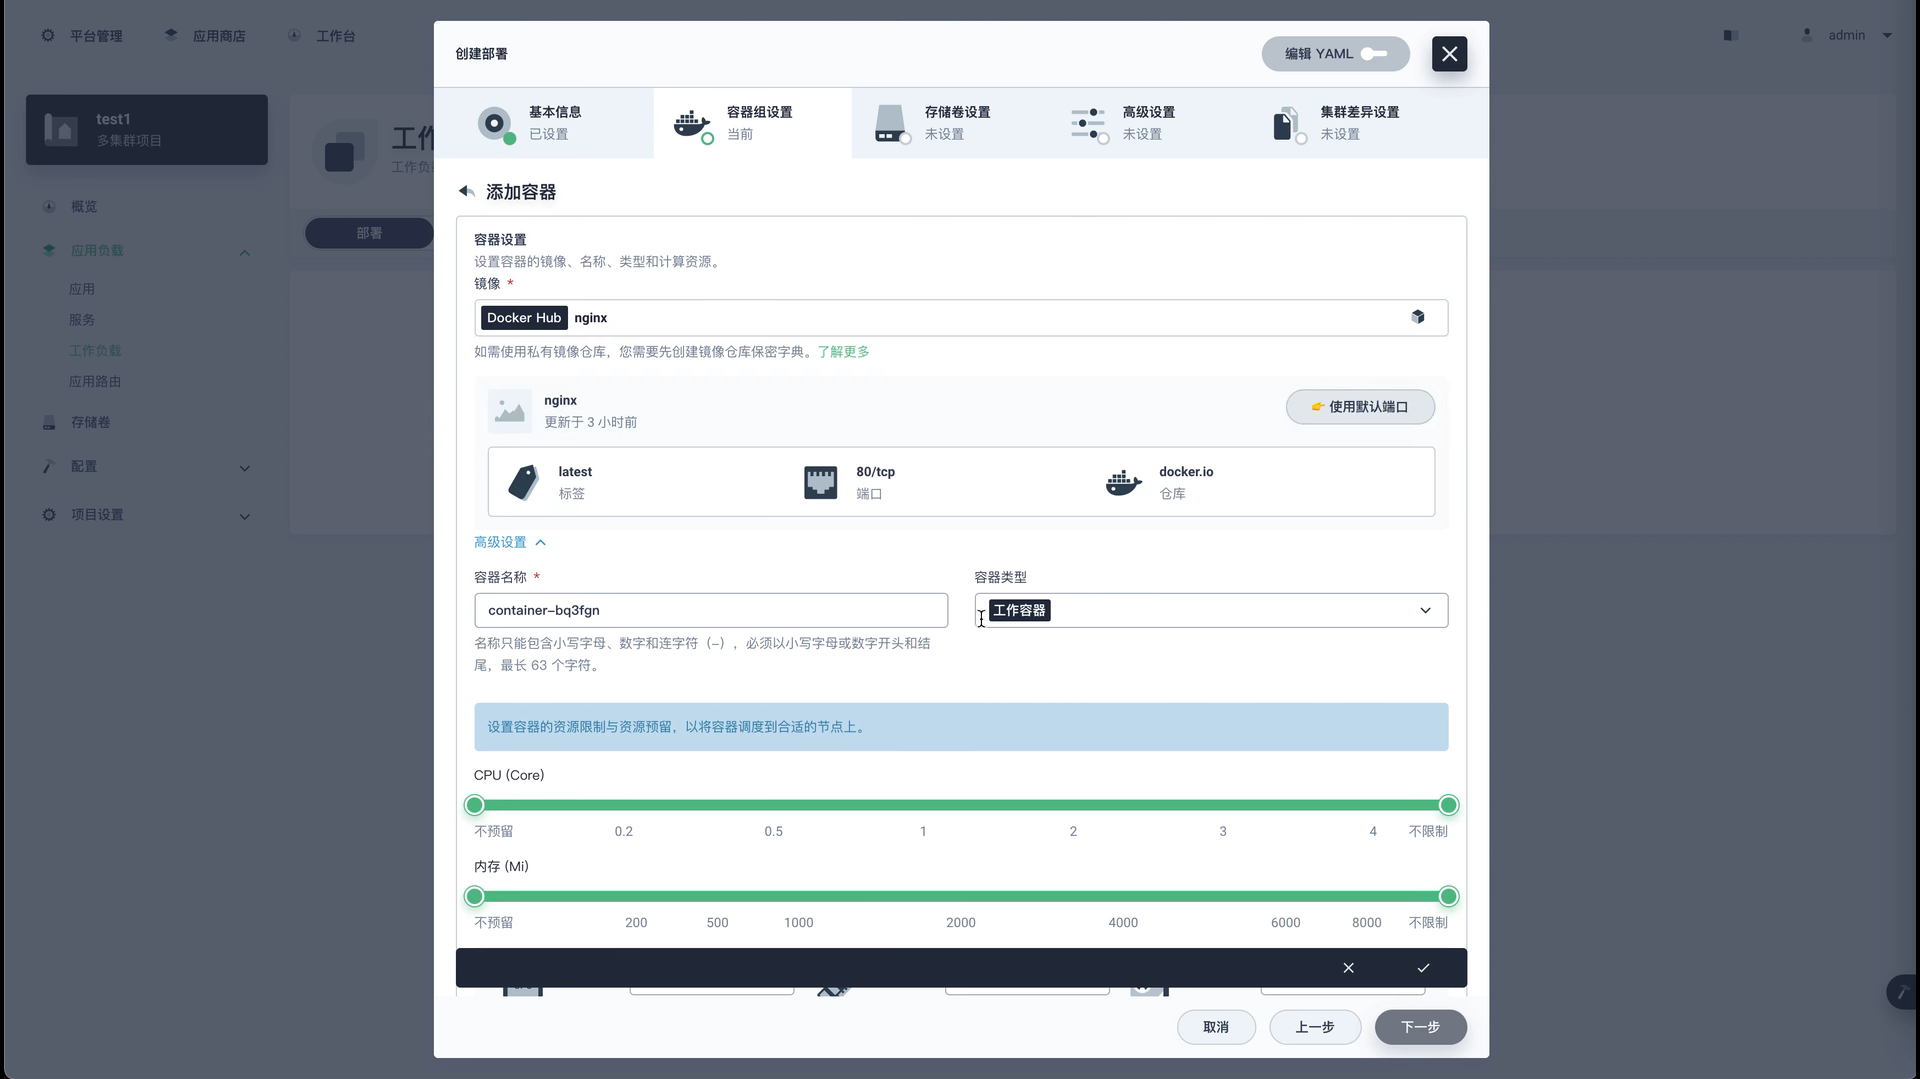 平台管理
应用商店
工作台
admin
test1
多集群项目
概览
应用负载
应用
服务
工作负载
应用路由
存储卷
配置
项目设置
工作
工作负
部署
创建部署
编辑 YAML
基本信息
已设置
容器组设置
当前
存储卷设置
未设置
高级设置
未设置
集群差异设置
未设置
添加容器
容器设置
设置容器的镜像、名称、类型和计算资源。
镜像 *
Docker Hub nginx
如需使用私有镜像仓库，您需要先创建镜像仓库保密字典。了解更多
nginx
更新于 3 小时前
👉 使用默认端口
latest
标签
80/tcp
端口
docker.io
仓库
高级设置
容器名称 *
容器类型
container-bq3fgn
工作容器
名称只能包含小写字母、数字和连字符（-），必须以小写字母或数字开头和结
尾，最长 63 个字符。
设置容器的资源限制与资源预留，以将容器调度到合适的节点上。
CPU (Core)
不预留 0.2 0.5 1 2 3 4 不限制
内存 (Mi)
不预留 200 500 1000 2000 4000 6000 8000 不限制
取消
上一步
下一步